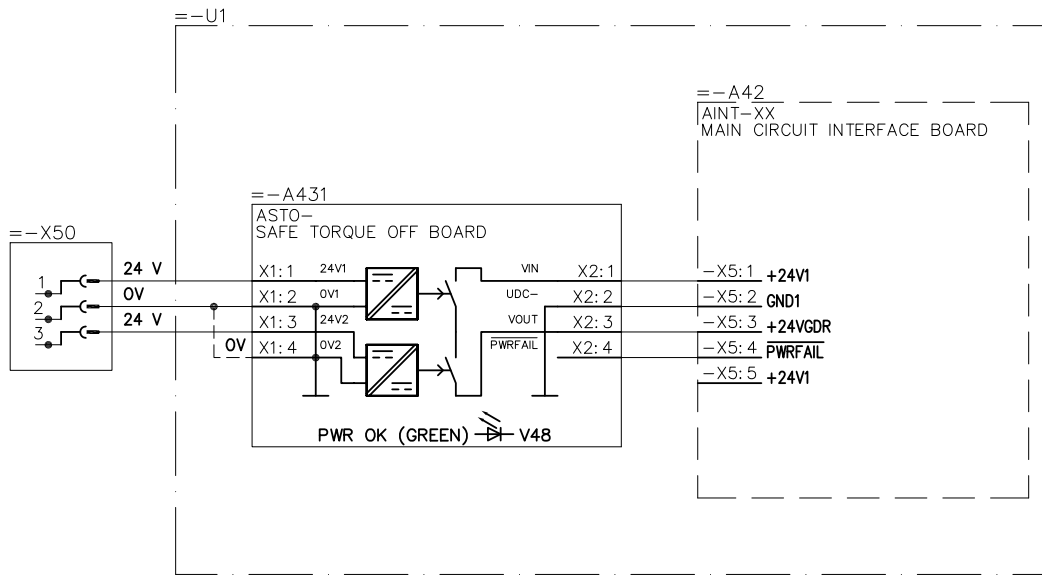 =-U1
=-A42
AINT-XX
MAIN CIRCUIT INTERFACE BOARD
=-A431
ASTO-
SAFE TORQUE OFF BOARD
=-X50
1 24 V X1:1 24V1 VIN X2:1 -X5:1 +24V1
2 0V X1:2 0V1 UDC- X2:2 -X5:2 GND1
3 24 V X1:3 24V2 VOUT X2:3 -X5:3 +24VGDR
0V X1:4 0V2 PWRFAIL X2:4 -X5:4 PWRFAIL
-X5:5 +24V1
PWR OK (GREEN) V48